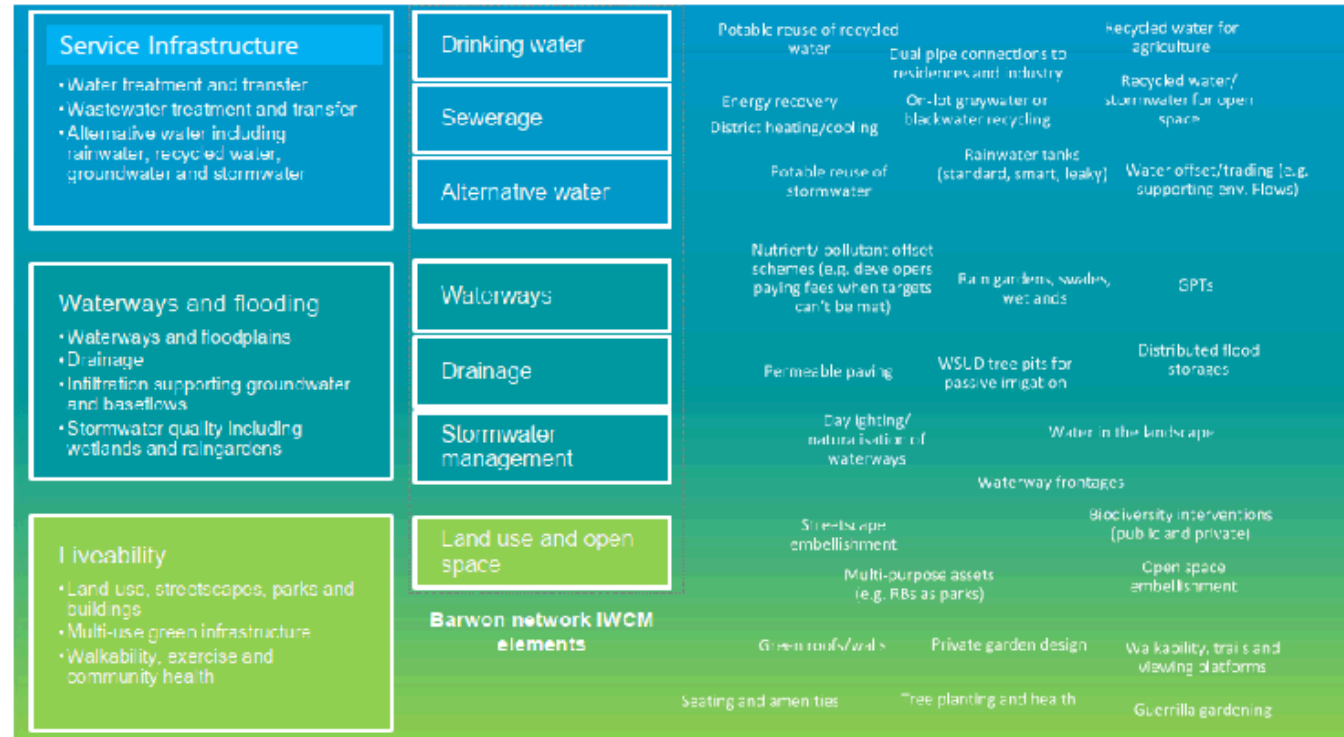 Service Infrastructure
•Water treatment and transfer
•Wastewater treatment and transfer
•Alternative water including
rainwater, recycled water,
groundwater and stormwater
Waterways and flooding
•Waterways and floodplains
•Drainage
•Infiltration supporting groundwater
and baseflows
•Stormwater quality including
wetlands and raingardens
Liveability
•Land use, streetscapes, parks and
buildings
•Multi-use green infrastructure
•Walkability, exercise and
community health
Drinking water
Sewerage
Alternative water
Waterways
Drainage
Stormwater
management
Land use and open
space
Barwon network IWCM
elements
Potable reuse of recycled
water
Dual pipe connections to
residences and industry
Recycled water for
agriculture
Energy recovery
District heating/cooling
On-lot greywater or
blackwater recycling
Recycled water/
stormwater for open
space
Potable reuse of
stormwater
Rainwater tanks
(standard, smart, leaky)
Water offset/trading (e.g.
supporting env. Flows)
Nutrient/ pollutant offset
schemes (e.g. developers
paying fees when targets
can't be met)
Rain gardens, swales,
wetlands
GPTs
Permeable paving
WSUD tree pits for
passive irrigation
Distributed flood
storages
Daylighting/
naturalisation of
waterways
Water in the landscape
Waterway frontages
Streetscape
embellishment
Biodiversity interventions
(public and private)
Multi-purpose assets
(e.g. RBs as parks)
Open space
embellishment
Green roofs/walls
Private garden design
Walkability, trails and
viewing platforms
Seating and amenities
Tree planting and health
Guerrilla gardening